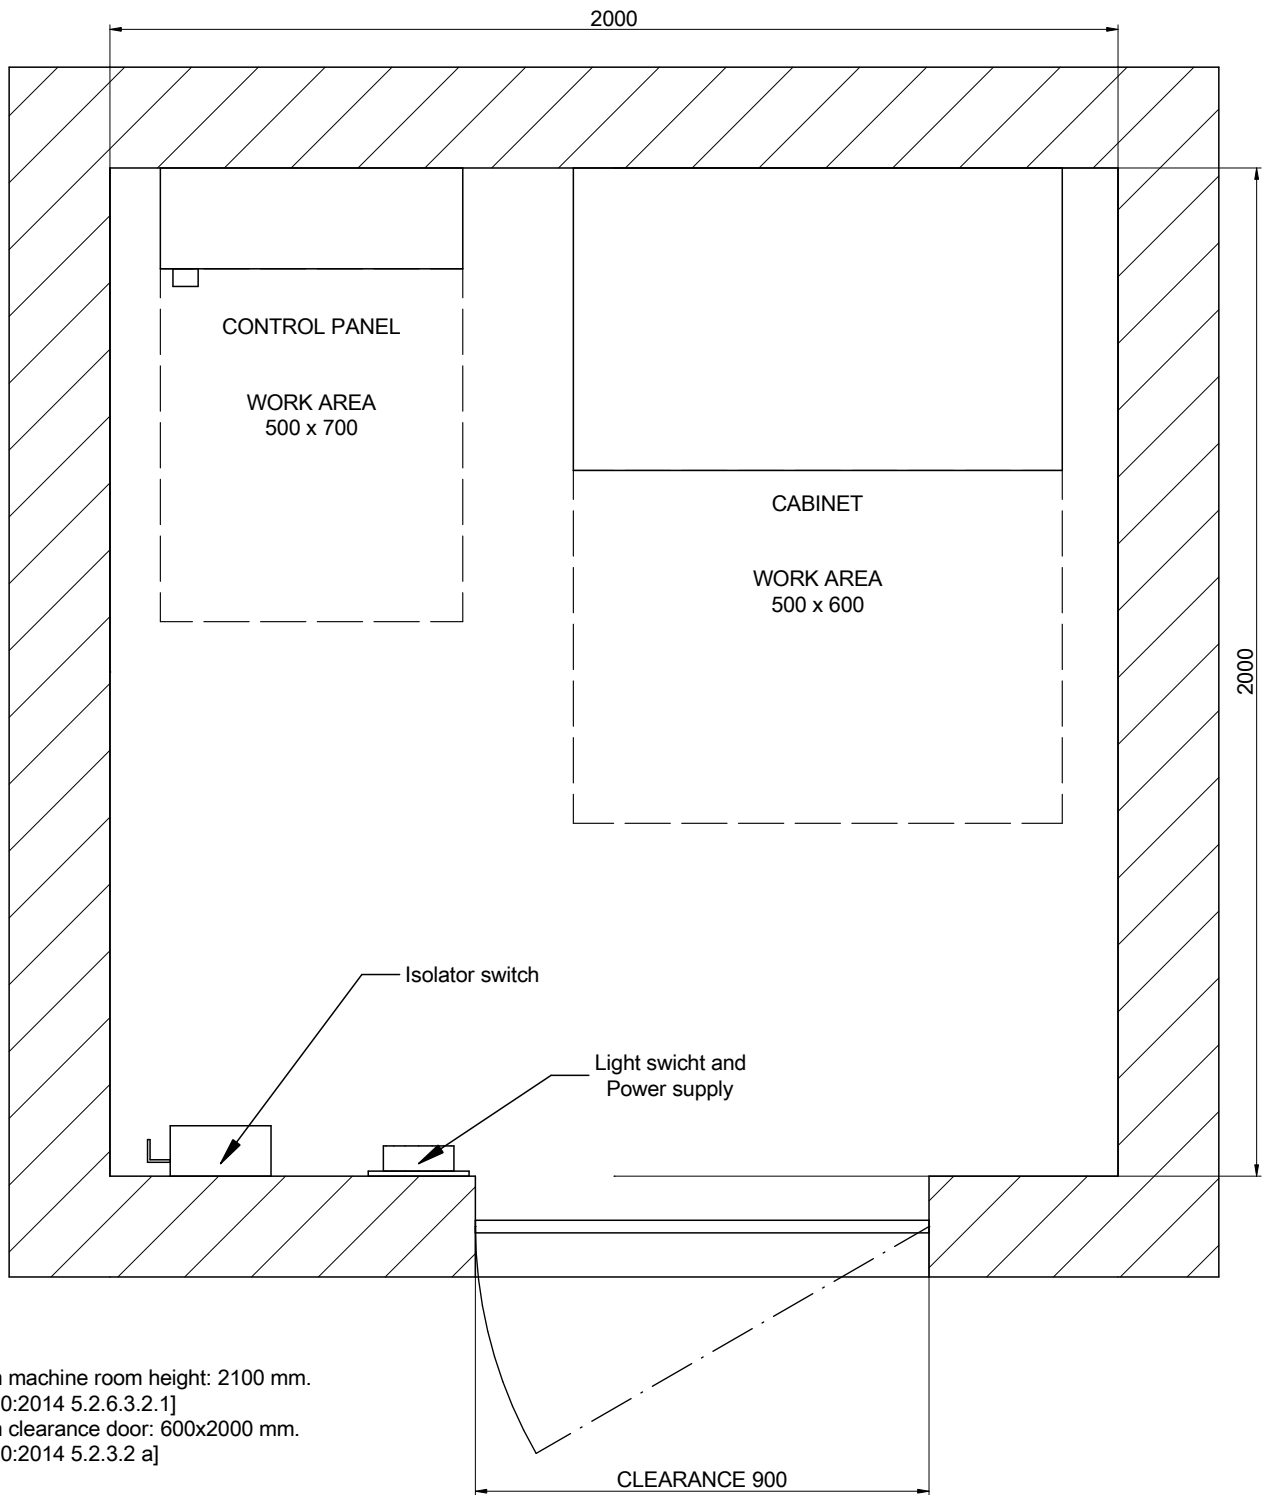 2000
CONTROL PANEL
WORK AREA
500 x 700
CABINET
WORK AREA
500 x 600
2000
Isolator switch
Light swicht and
Power supply
machine room height: 2100 mm.
0:2014 5.2.6.3.2.1]
clearance door: 600x2000 mm.
0:2014 5.2.3.2 a]
CLEARANCE 900